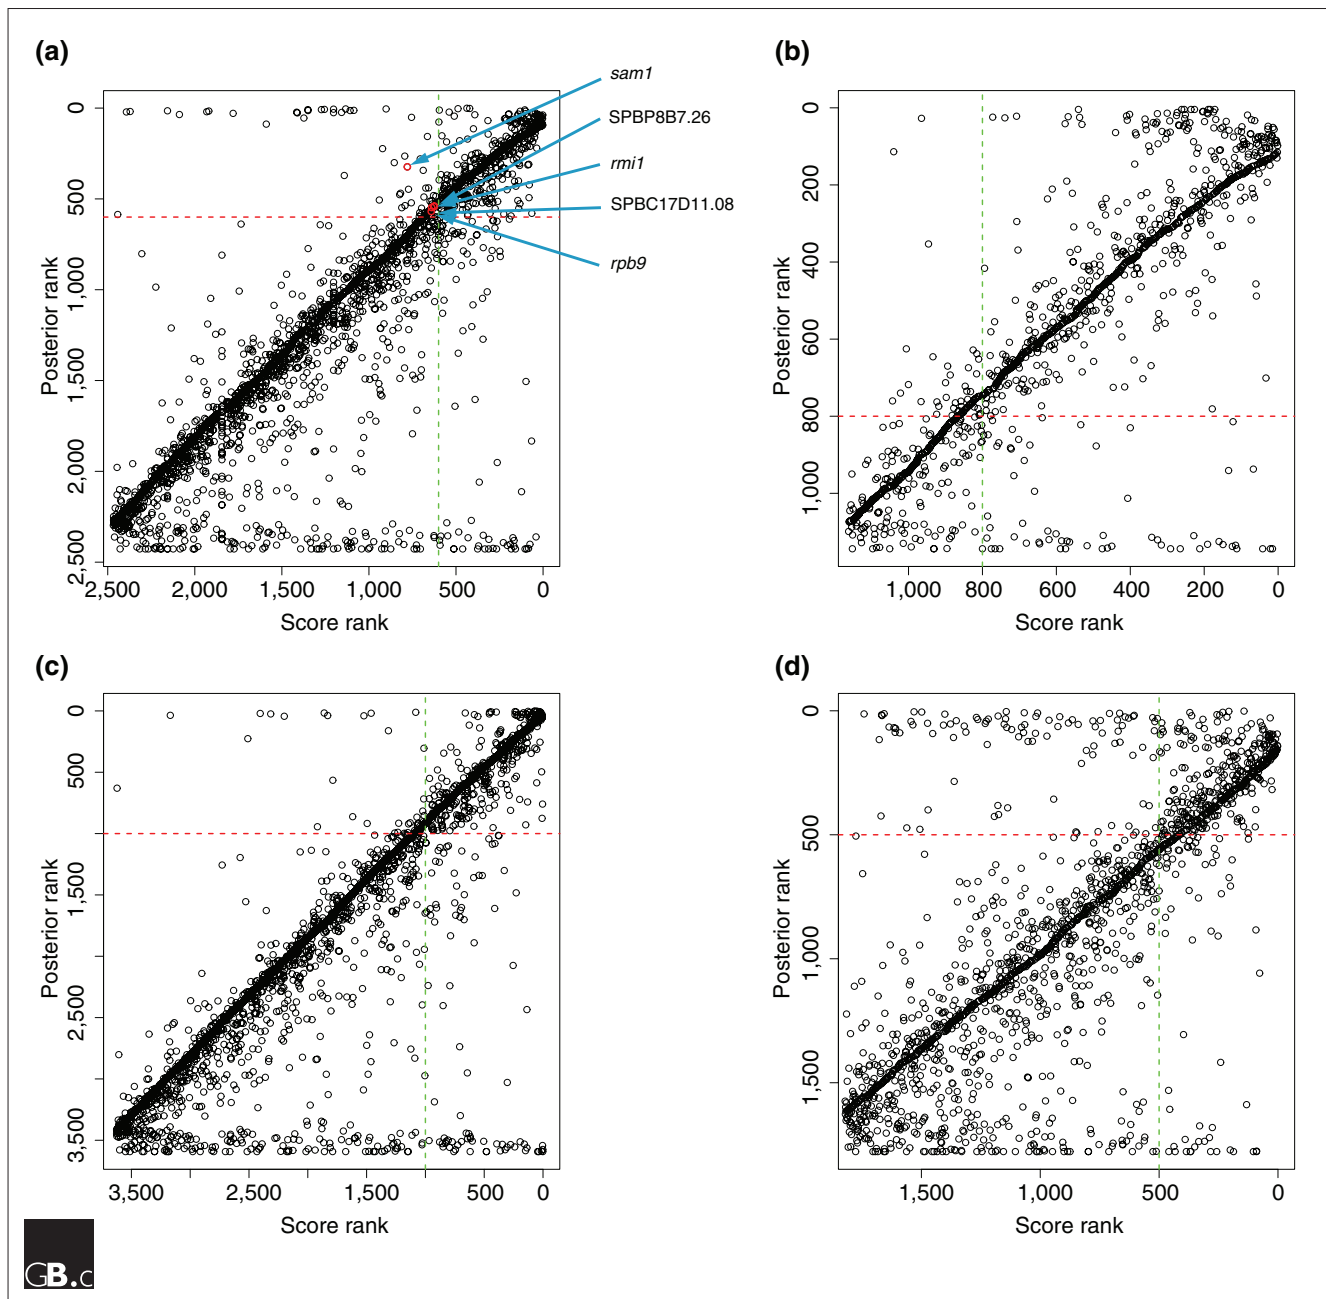 (a)
sam1
SPBP8B7.26
rmi1
SPBC17D11.08
rpb9
0
500
1,000
1,500
2,000
2,500
Posterior rank
2,500 2,000 1,500 1,000 500 0
Score rank
(b)
0
200
400
600
800
1,000
Posterior rank
1,000 800 600 400 200 0
Score rank
(c)
0
500
1,500
2,500
3,500
Posterior rank
3,500 2,500 1,500 500 0
Score rank
(d)
0
500
1,000
1,500
Posterior rank
1,500 1,000 500 0
Score rank
GB.c